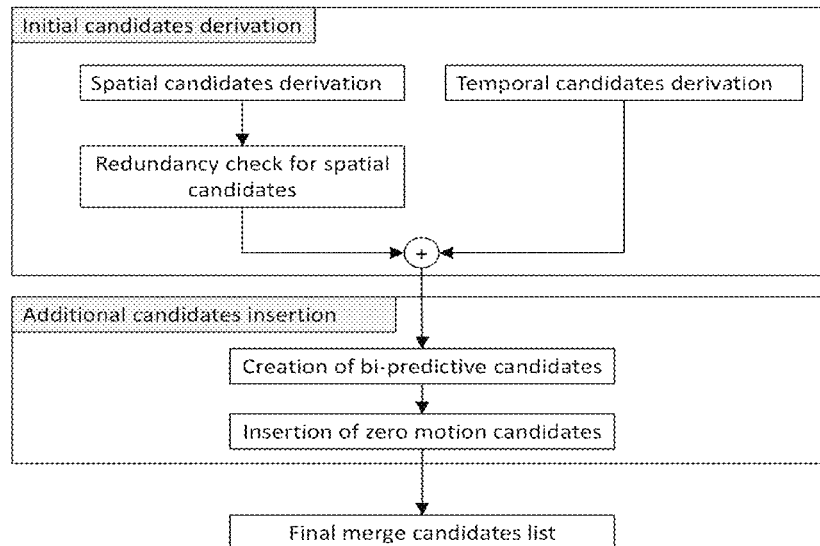 Initial candidates derivation
Spatial candidates derivation
Temporal candidates derivation
Redundancy check for spatial
candidates
+
Additional candidates insertion
Creation of bi-predictive candidates
Insertion of zero motion candidates
Final merge candidates list